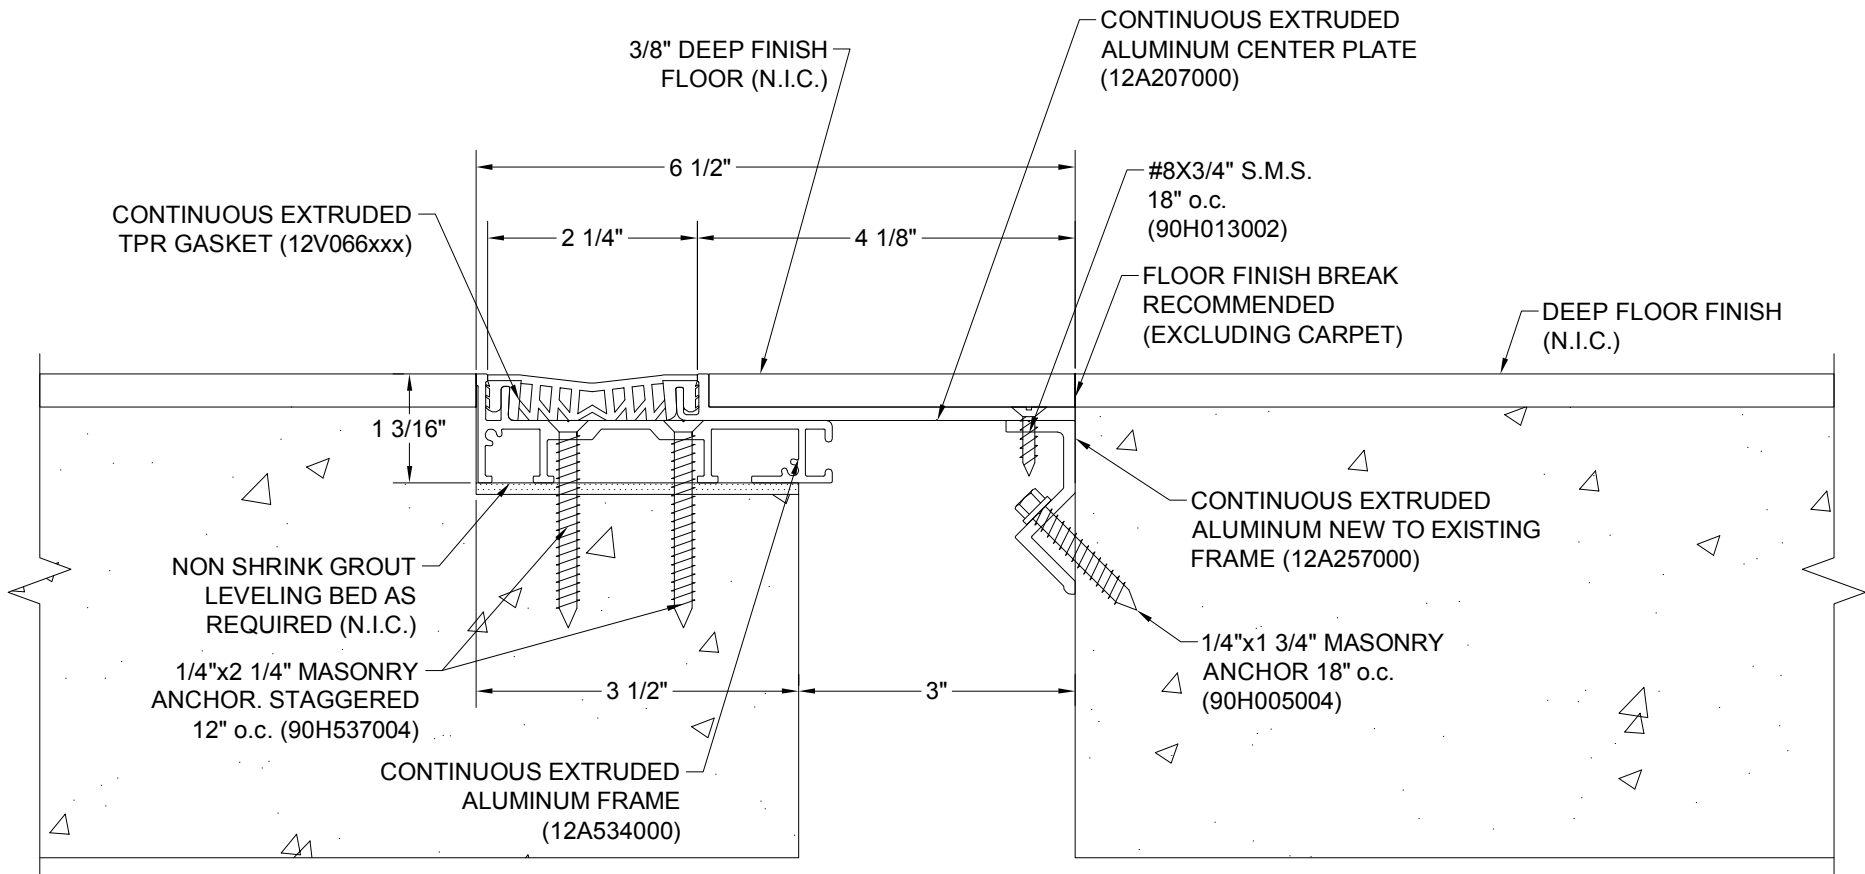 CONTINUOUS EXTRUDED
ALUMINUM CENTER PLATE
(12A207000)
3/8" DEEP FINISH
FLOOR (N.I.C.)
6 1/2"
#8X3/4" S.M.S.
18" o.c.
(90H013002)
CONTINUOUS EXTRUDED
TPR GASKET (12V066xxx)
2 1/4"
4 1/8"
FLOOR FINISH BREAK
RECOMMENDED
(EXCLUDING CARPET)
DEEP FLOOR FINISH
(N.I.C.)
1 3/16"
CONTINUOUS EXTRUDED
ALUMINUM NEW TO EXISTING
FRAME (12A257000)
NON SHRINK GROUT
LEVELING BED AS
REQUIRED (N.I.C.)
1/4"x1 3/4" MASONRY
ANCHOR 18" o.c.
(90H005004)
1/4"x2 1/4" MASONRY
ANCHOR. STAGGERED
12" o.c. (90H537004)
3 1/2"
3"
CONTINUOUS EXTRUDED
ALUMINUM FRAME
(12A534000)